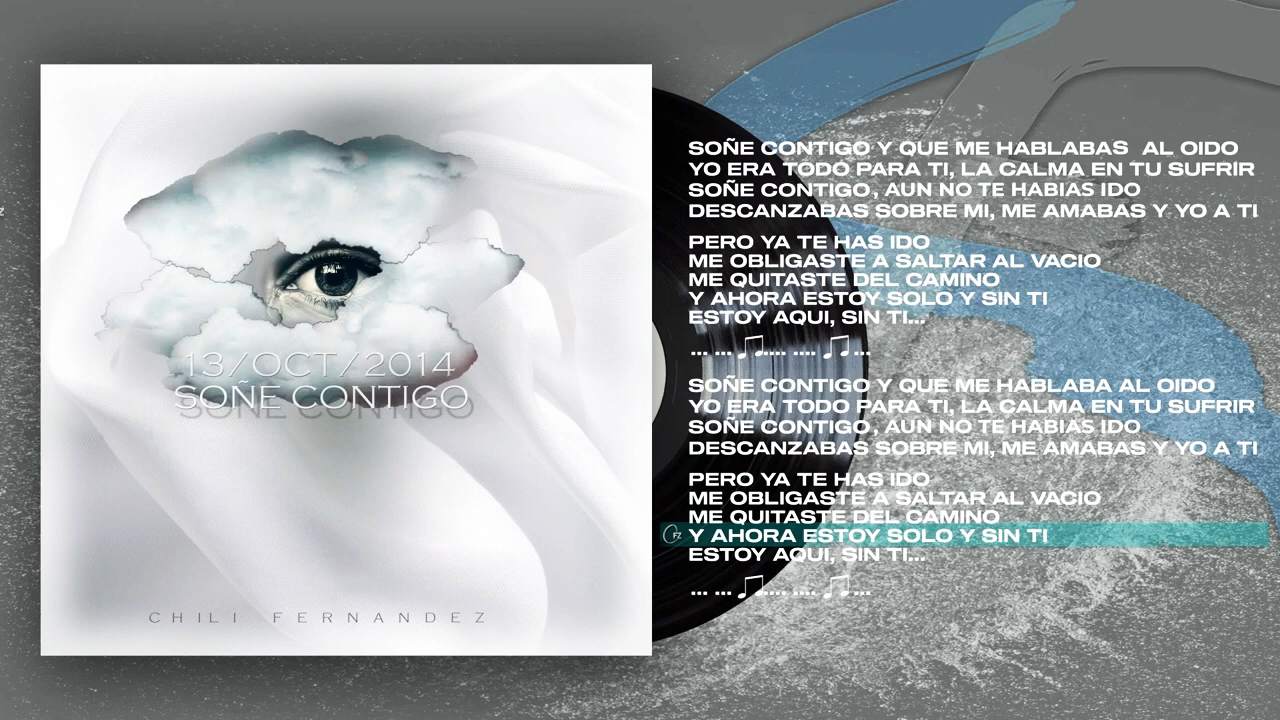 13/OCT/2014
SOÑE CONTIGO
CHILI FERNANDEZ
SOÑE CONTIGO Y QUE ME HABLABAS AL OIDO
YO ERA TODO PARA TI, LA CALMA EN TU SUFRIR
SOÑE CONTIGO, AUN NO TE HABIAS IDO
DESCANZABAS SOBRE MI, ME AMABAS Y YO A TI
PERO YA TE HAS IDO
ME OBLIGASTE A SALTAR AL VACIO
ME QUITASTE DEL CAMINO
Y AHORA ESTOY SOLO Y SIN TI
ESTOY AQUI, SIN TI...
... ... ♫.... .... ♫...
SOÑE CONTIGO Y QUE ME HABLABA AL OIDO
YO ERA TODO PARA TI, LA CALMA EN TU SUFRIR
SOÑE CONTIGO, AUN NO TE HABIAS IDO
DESCANZABAS SOBRE MI, ME AMABAS Y YO A TI
PERO YA TE HAS IDO
ME OBLIGASTE A SALTAR AL VACIO
ME QUITASTE DEL CAMINO
Y AHORA ESTOY SOLO Y SIN TI
ESTOY AQUI, SIN TI...
... ... ♫.... .... ♫...